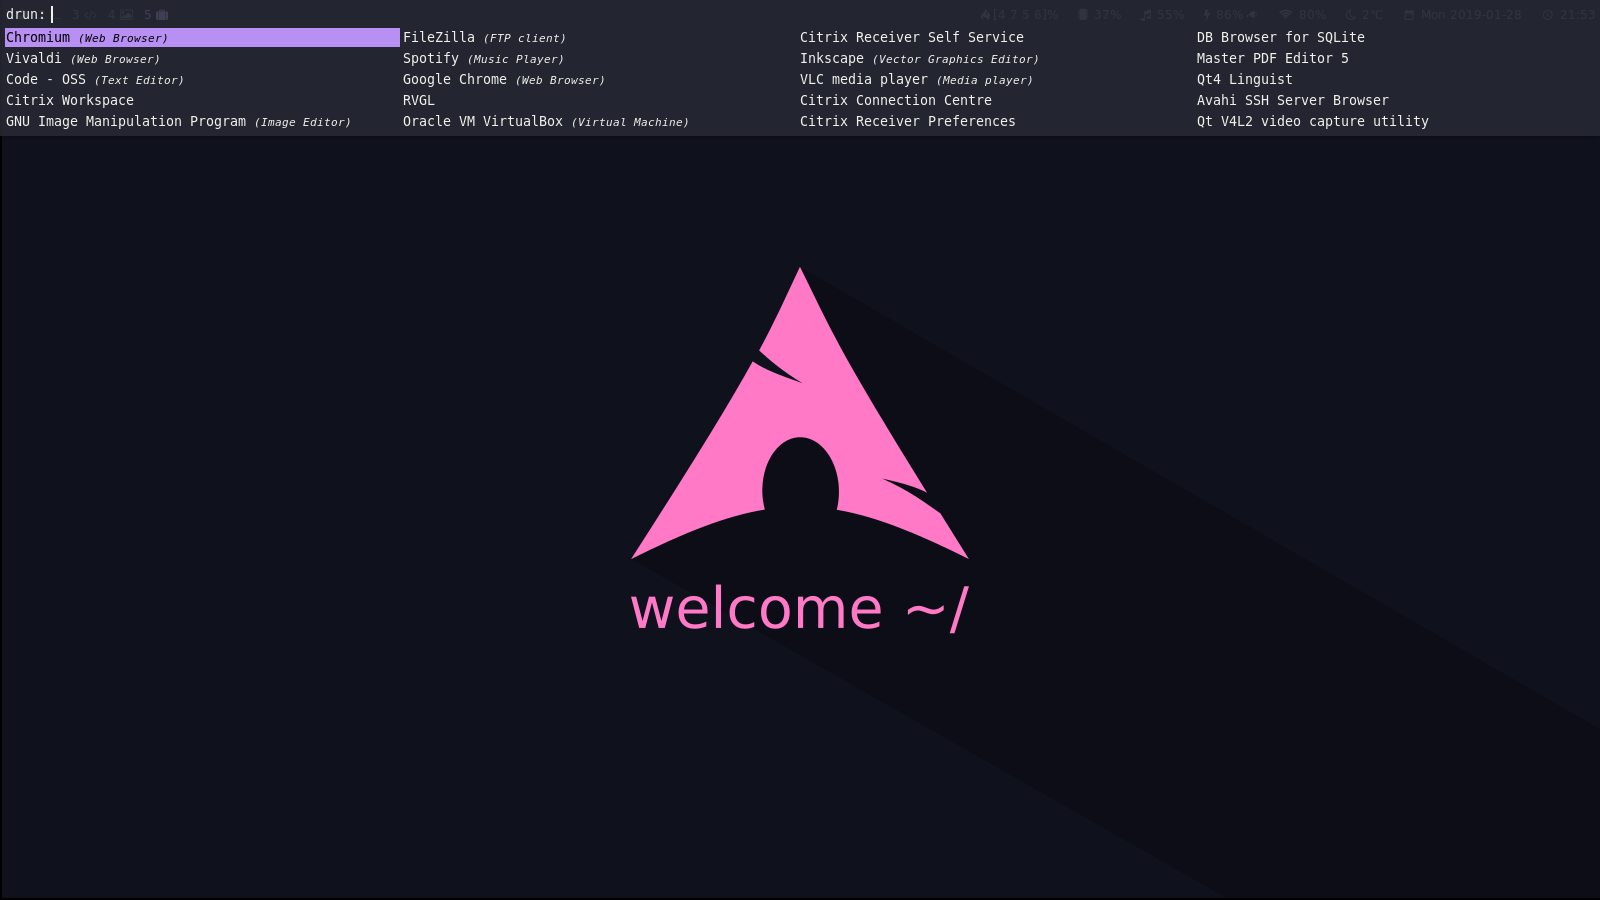 drun: 3 4 5 [4 7 5 6]% 37% 55% 86% 80% 2°C Mon 2019-01-28 21:53
Chromium (Web Browser) FileZilla (FTP client) Citrix Receiver Self Service DB Browser for SQLite
Vivaldi (Web Browser) Spotify (Music Player) Inkscape (Vector Graphics Editor) Master PDF Editor 5
Code - OSS (Text Editor) Google Chrome (Web Browser) VLC media player (Media player) Qt4 Linguist
Citrix Workspace RVGL Citrix Connection Centre Avahi SSH Server Browser
GNU Image Manipulation Program (Image Editor) Oracle VM VirtualBox (Virtual Machine) Citrix Receiver Preferences Qt V4L2 video capture utility
welcome ~/